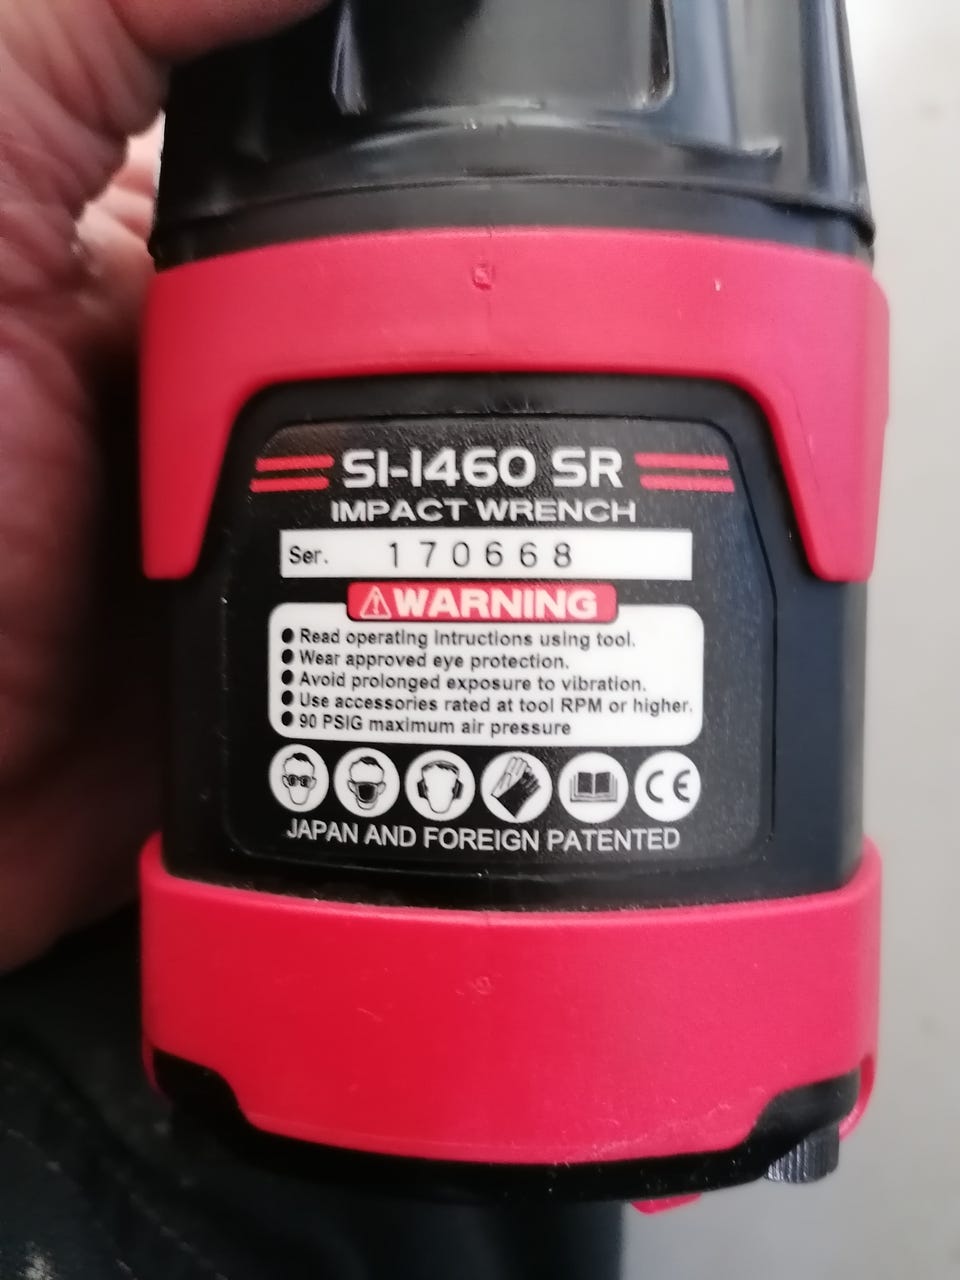 SI-1460 SR
IMPACT WRENCH
Ser. 170668
WARNING
● Read operating intructions using tool.
● Wear approved eye protection.
● Avoid prolonged exposure to vibration.
● Use accessories rated at tool RPM or higher.
● 90 PSIG maximum air pressure
CE
JAPAN AND FOREIGN PATENTED